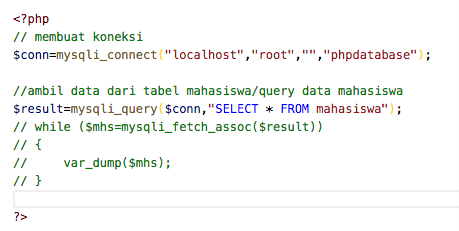 <?php
// membuat koneksi
$conn=mysqli_connect("localhost","root","","phpdatabase");
//ambil data dari tabel mahasiswa/query data mahasiswa
$result=mysqli_query($conn,"SELECT * FROM mahasiswa");
// while ($mhs=mysqli_fetch_assoc($result))
// {
//     var_dump($mhs);
// }
?>